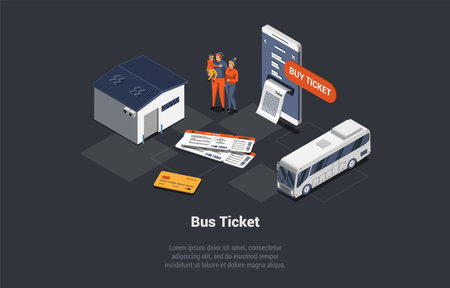 BUY TICKET
Bus Ticket
Lorem ipsum dolor sit amet, consectetur
adipiscing elit, sed do eiusmod tempor
incididunt ut labore et dolore magna aliqua.